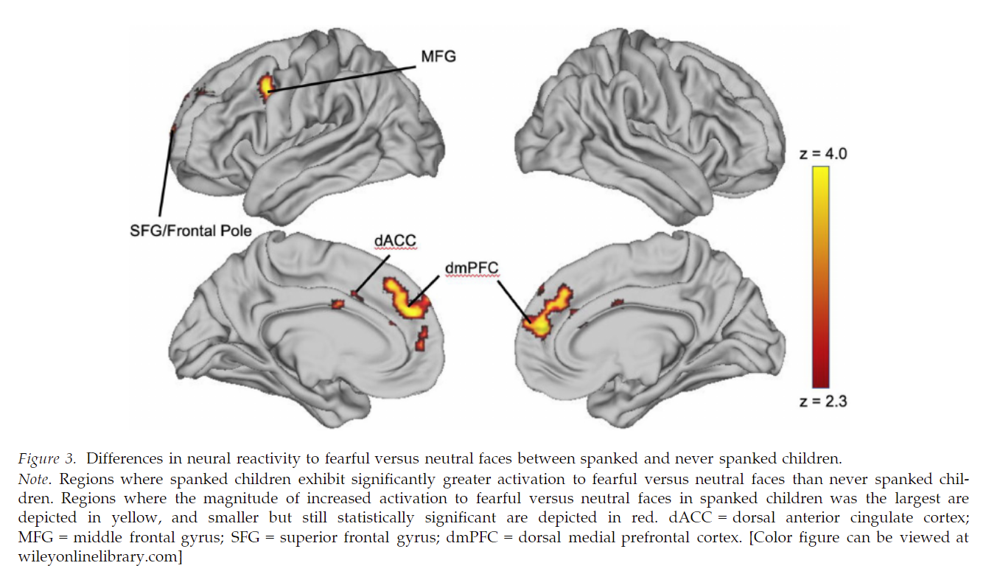 MFG
z = 4.0
SFG/Frontal Pole
dACC
dmPFC
z = 2.3
Figure 3. Differences in neural reactivity to fearful versus neutral faces between spanked and never spanked children.
Note. Regions where spanked children exhibit significantly greater activation to fearful versus neutral faces than never spanked chil-
dren. Regions where the magnitude of increased activation to fearful versus neutral faces in spanked children was the largest are
depicted in yellow, and smaller but still statistically significant are depicted in red. dACC = dorsal anterior cingulate cortex;
MFG = middle frontal gyrus; SFG = superior frontal gyrus; dmPFC = dorsal medial prefrontal cortex. [Color figure can be viewed at
wileyonlinelibrary.com]